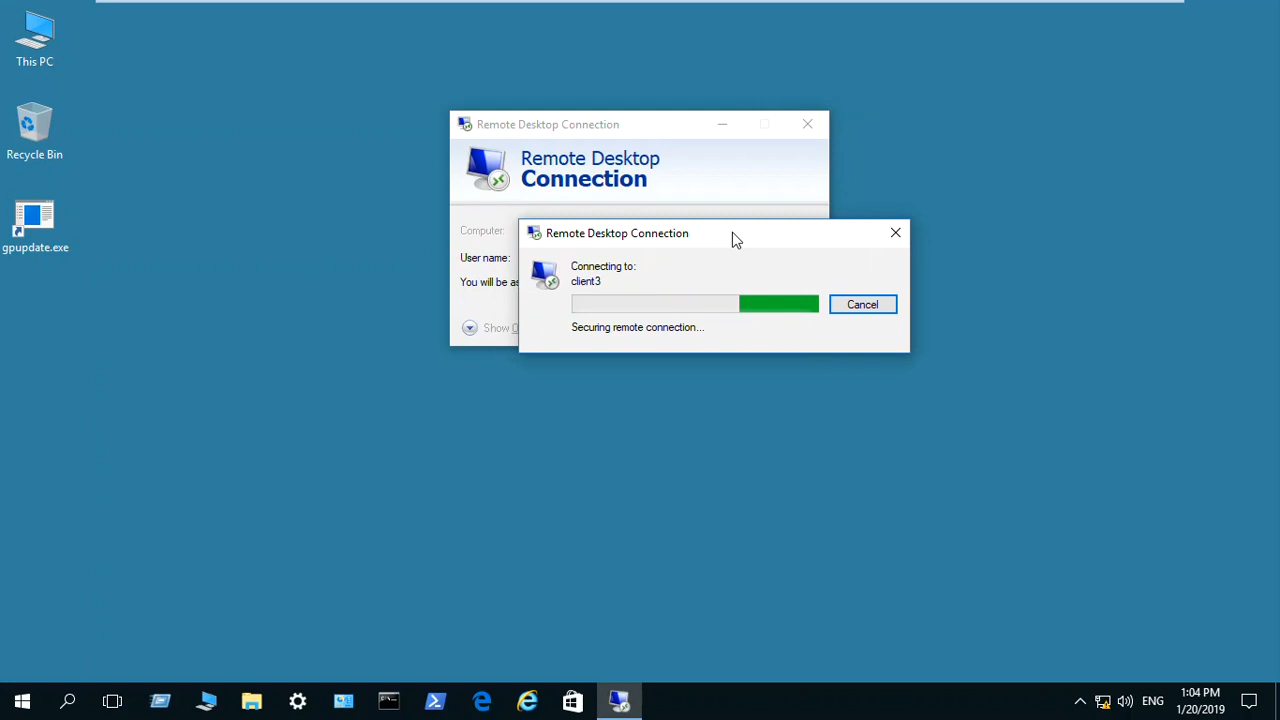 This PC
Recycle Bin
gpupdate.exe
Remote Desktop Connection
Remote Desktop
Connection
Computer:
User name:
You will be as
Show O
Remote Desktop Connection
Connecting to:
client3
Cancel
Securing remote connection...
ENG
1:04 PM
1/20/2019